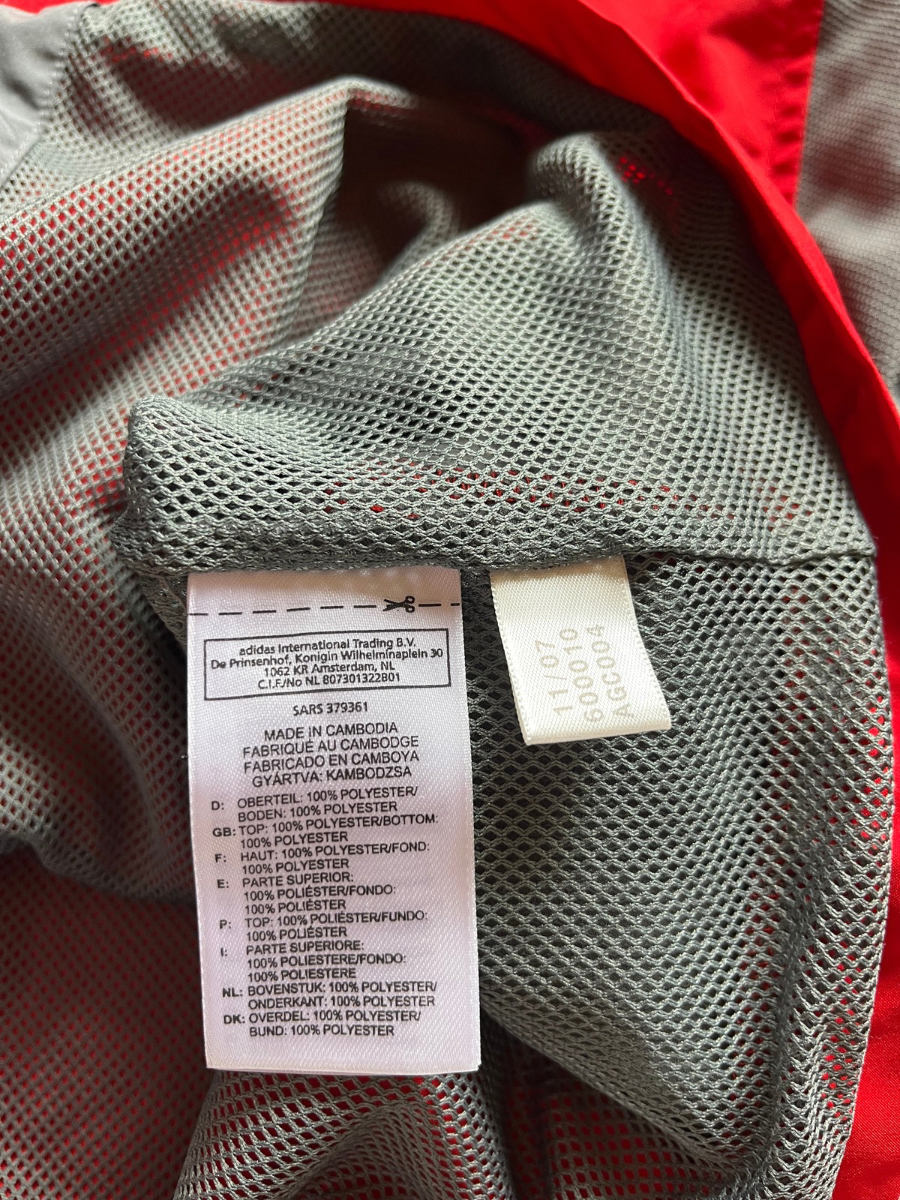 adidas International Trading B.V.
De Prinsenhof, Konigin Wilhelminaplein 30
1062 KR Amsterdam, NL
C.I.F./No NL 807301322B01
SARS 379361
MADE IN CAMBODIA
FABRIQUÉ AU CAMBODGE
FABRICADO EN CAMBOYA
GYÁRTVA: KAMBODZSA
D: OBERTEIL: 100% POLYESTER/
BODEN: 100% POLYESTER
GB: TOP: 100% POLYESTER/BOTTOM:
100% POLYESTER
F: HAUT: 100% POLYESTER/FOND:
100% POLYESTER
E: PARTE SUPERIOR:
100% POLIÉSTER/FONDO:
100% POLIÉSTER
P: TOP: 100% POLIÉSTER/FUNDO:
100% POLIÉSTER
I: PARTE SUPERIORE:
100% POLIESTERE/FONDO:
100% POLIESTERE
NL: BOVENSTUK: 100% POLYESTER/
ONDERKANT: 100% POLYESTER
DK: OVERDEL: 100% POLYESTER/
BUND: 100% POLYESTER
11/07
600010
AGC004